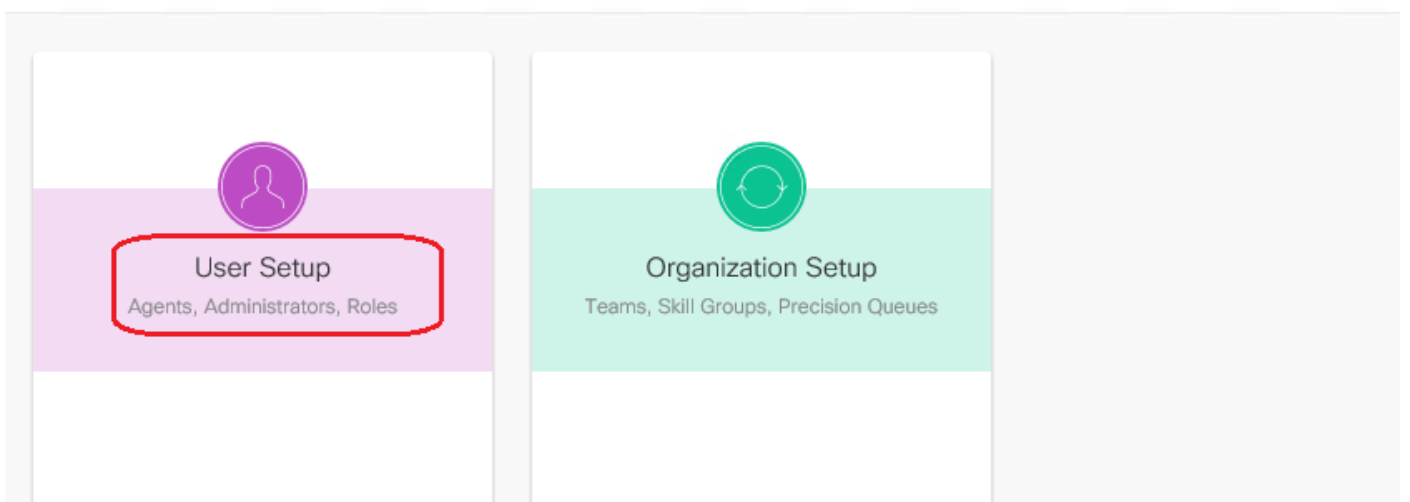 User Setup
Agents, Administrators, Roles
Organization Setup
Teams, Skill Groups, Precision Queues